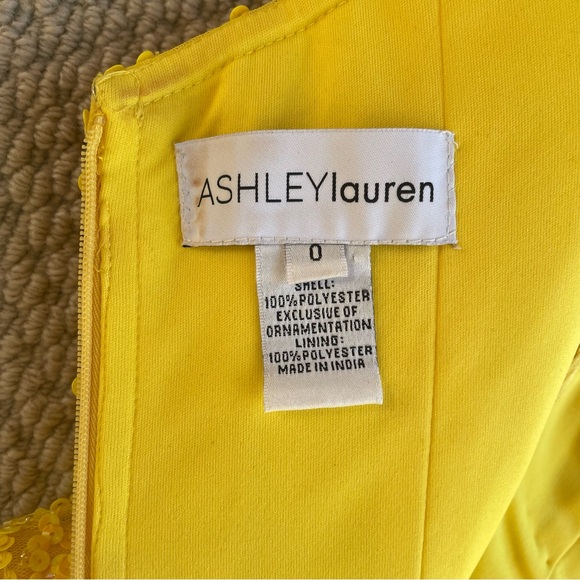 ASHLEYlauren
0
SHELL:
100%POLYESTER
EXCLUSIVE OF
ORNAMENTATION
LINING:
100%POLYESTER
MADE IN INDIA